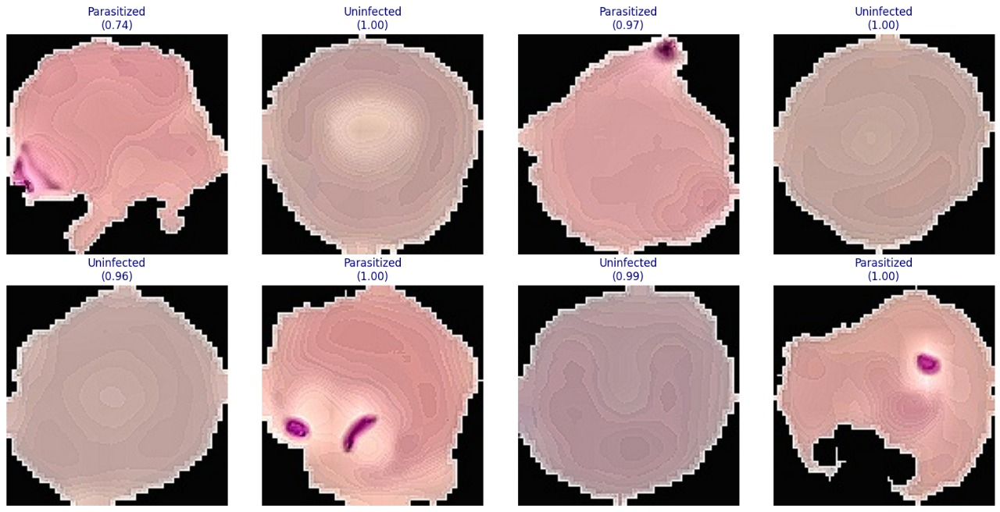 Parasitized
(0.74)
Uninfected
(1.00)
Parasitized
(0.97)
Uninfected
(1.00)
Uninfected
(0.96)
Parasitized
(1.00)
Uninfected
(0.99)
Parasitized
(1.00)